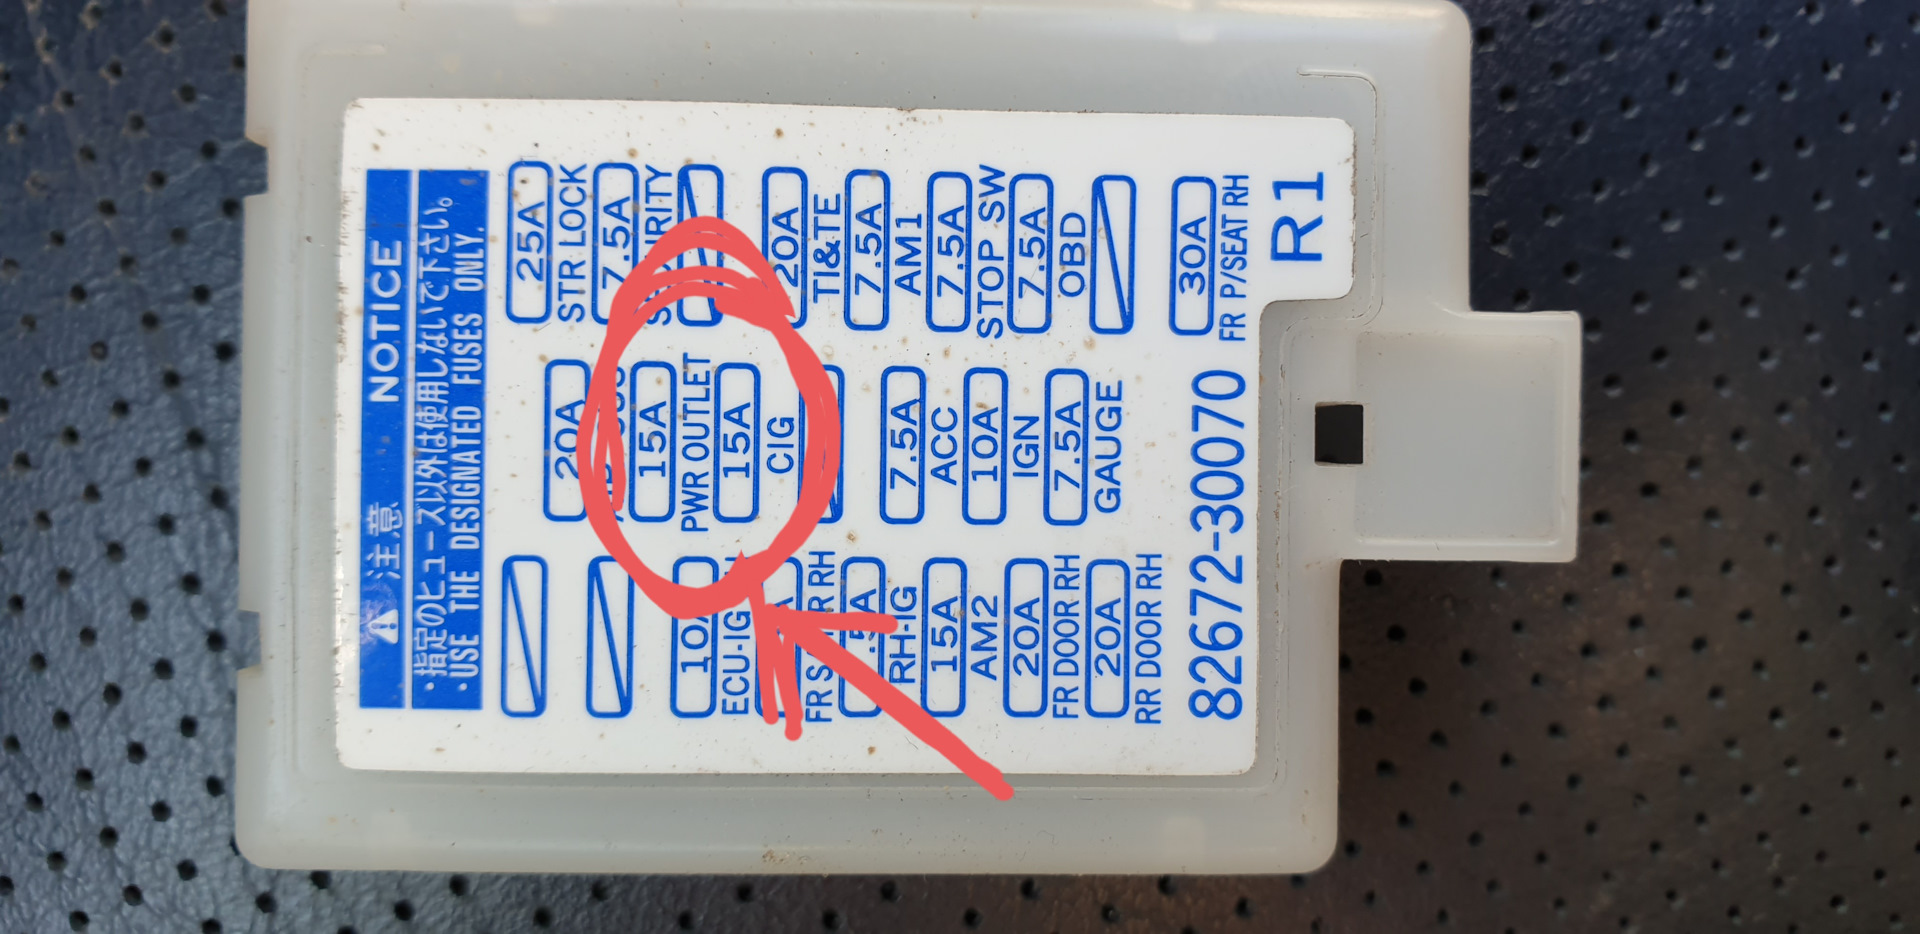 ⚠ 注意 NOTICE
・指定のヒューズ以外は使用しないで下さい。
・USE THE DESIGNATED FUSES ONLY.
25A
STR LOCK
7.5A
20A
TI&TE
7.5A
AM1
7.5A
STOP SW
7.5A
OBD
30A
FR P/SEAT RH
R1
20A
15A
PWR OUTLET
15A
CIG
7.5A
ACC
10A
IGN
7.5A
GAUGE
10A
ECU-IG
FR S RH
RH-IG
15A
AM2
20A
FR DOOR RH
20A
RR DOOR RH
82672-30070